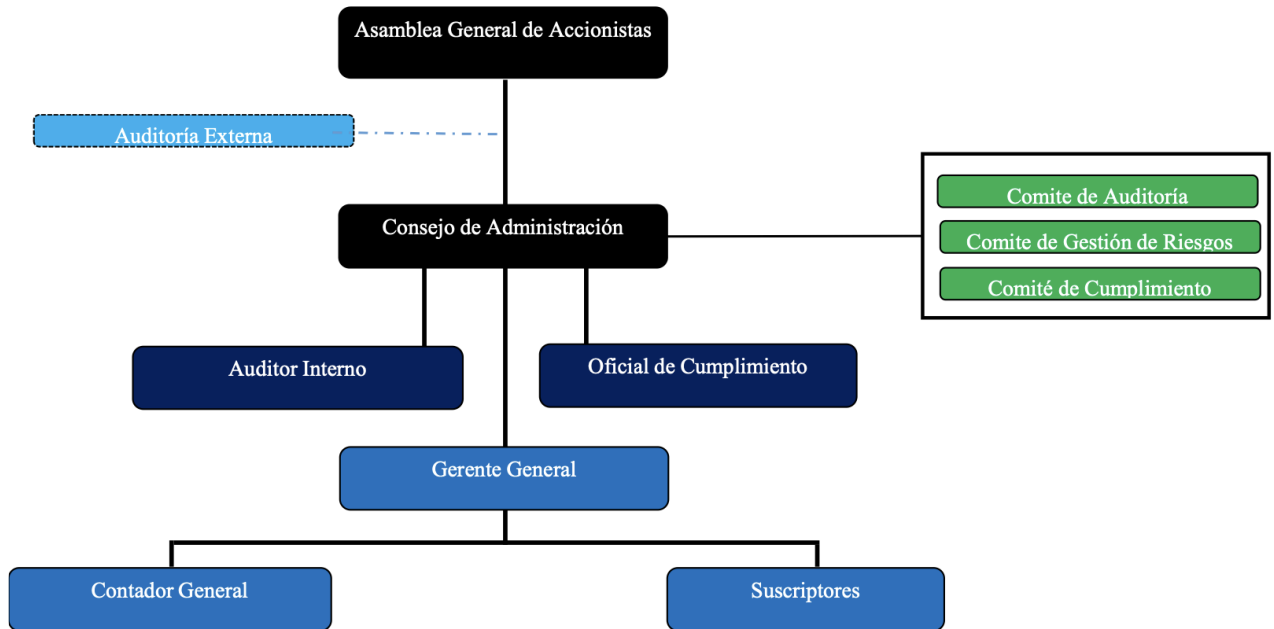 Asamblea General de Accionistas
Auditoría Externa
Comite de Auditoría
Consejo de Administración
Comite de Gestión de Riesgos
Comité de Cumplimiento
Auditor Interno
Oficial de Cumplimiento
Gerente General
Contador General
Suscriptores